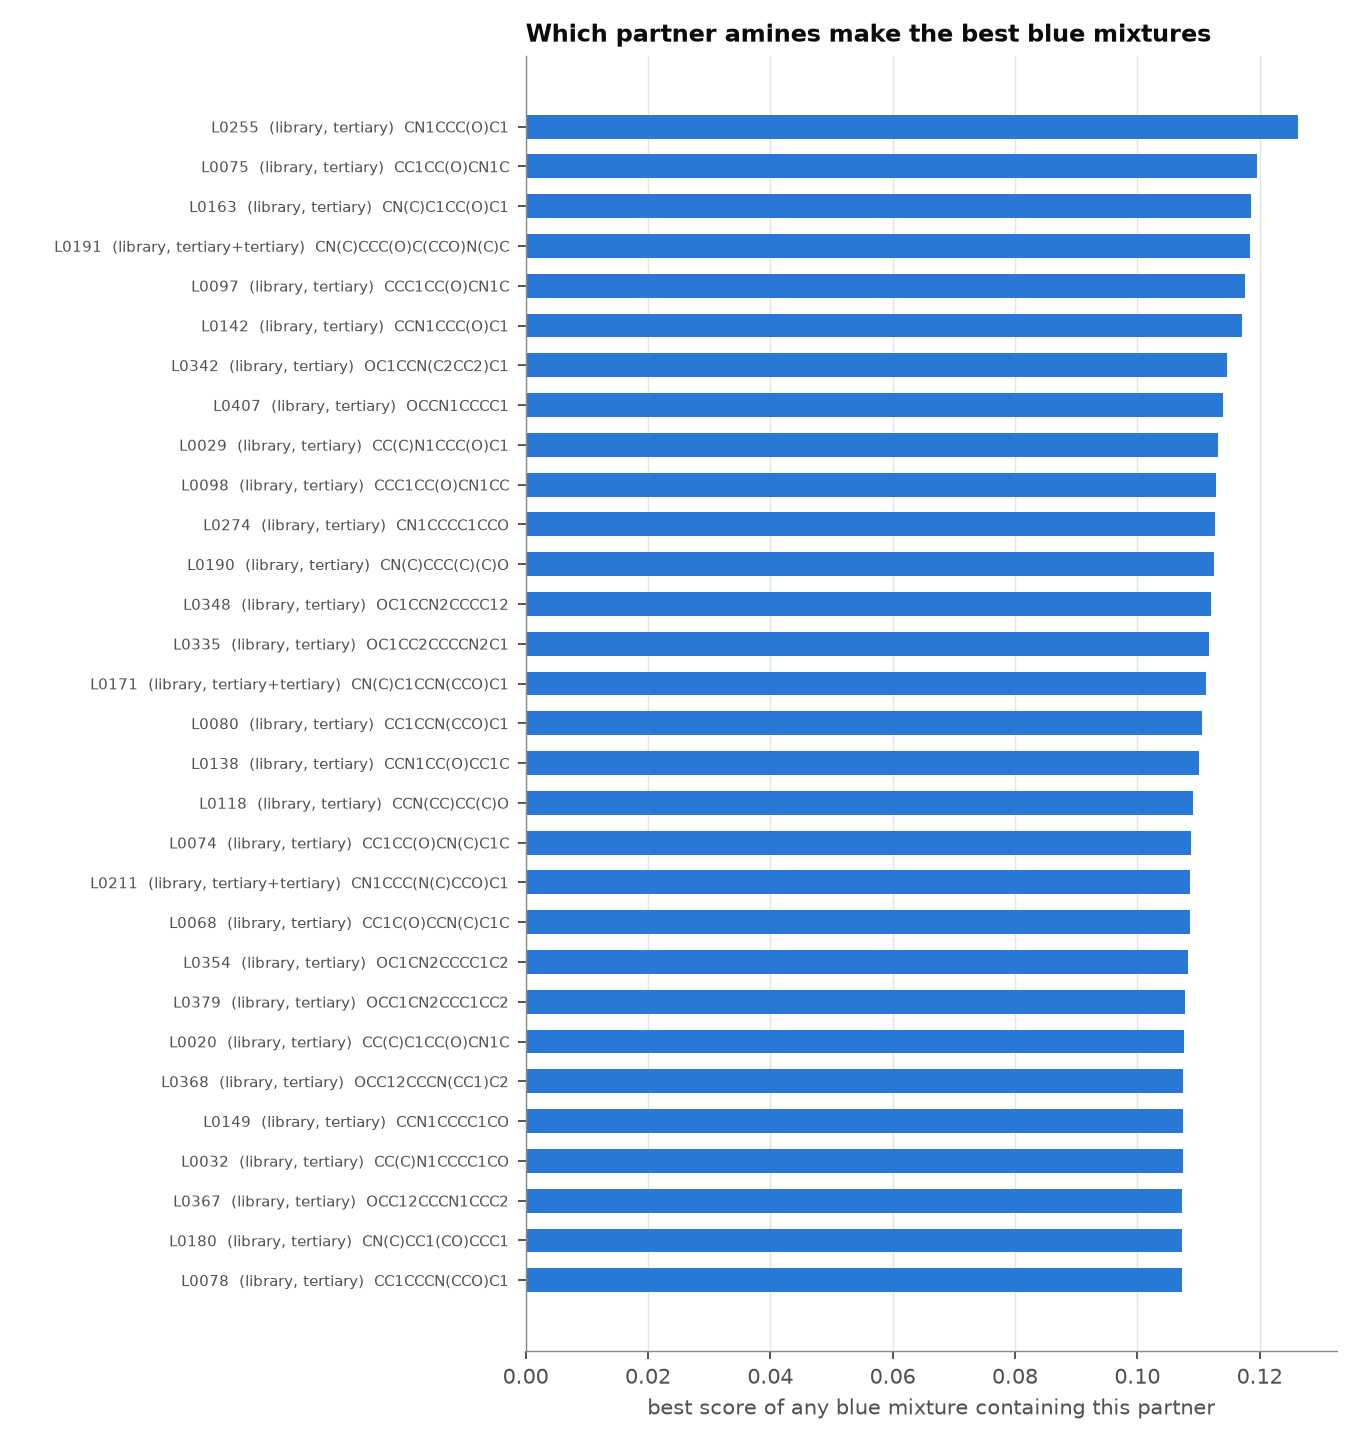 Which partner amines make the best blue mixtures
L0255 (library, tertiary) CN1CCC(O)C1
L0075 (library, tertiary) CC1CC(O)CN1C
L0163 (library, tertiary) CN(C)C1CC(O)C1
L0191 (library, tertiary+tertiary) CN(C)CCC(O)C(CCO)N(C)C
L0097 (library, tertiary) CCC1CC(O)CN1C
L0142 (library, tertiary) CCN1CCC(O)C1
L0342 (library, tertiary) OC1CCN(C2CC2)C1
L0407 (library, tertiary) OCCN1CCCC1
L0029 (library, tertiary) CC(C)N1CCC(O)C1
L0098 (library, tertiary) CCC1CC(O)CN1CC
L0274 (library, tertiary) CN1CCCC1CCO
L0190 (library, tertiary) CN(C)CCC(C)(C)O
L0348 (library, tertiary) OC1CCN2CCCC12
L0335 (library, tertiary) OC1CC2CCCCN2C1
L0171 (library, tertiary+tertiary) CN(C)C1CCN(CCO)C1
L0080 (library, tertiary) CC1CCN(CCO)C1
L0138 (library, tertiary) CCN1CC(O)CC1C
L0118 (library, tertiary) CCN(CC)CC(C)O
L0074 (library, tertiary) CC1CC(O)CN(C)C1C
L0211 (library, tertiary+tertiary) CN1CCC(N(C)CCO)C1
L0068 (library, tertiary) CC1C(O)CCN(C)C1C
L0354 (library, tertiary) OC1CN2CCCC1C2
L0379 (library, tertiary) OCC1CN2CCC1CC2
L0020 (library, tertiary) CC(C)C1CC(O)CN1C
L0368 (library, tertiary) OCC12CCCN(CC1)C2
L0149 (library, tertiary) CCN1CCCC1CO
L0032 (library, tertiary) CC(C)N1CCCC1CO
L0367 (library, tertiary) OCC12CCCN1CCC2
L0180 (library, tertiary) CN(C)CC1(CO)CCC1
L0078 (library, tertiary) CC1CCCN(CCO)C1
0.00 0.02 0.04 0.06 0.08 0.10 0.12
best score of any blue mixture containing this partner